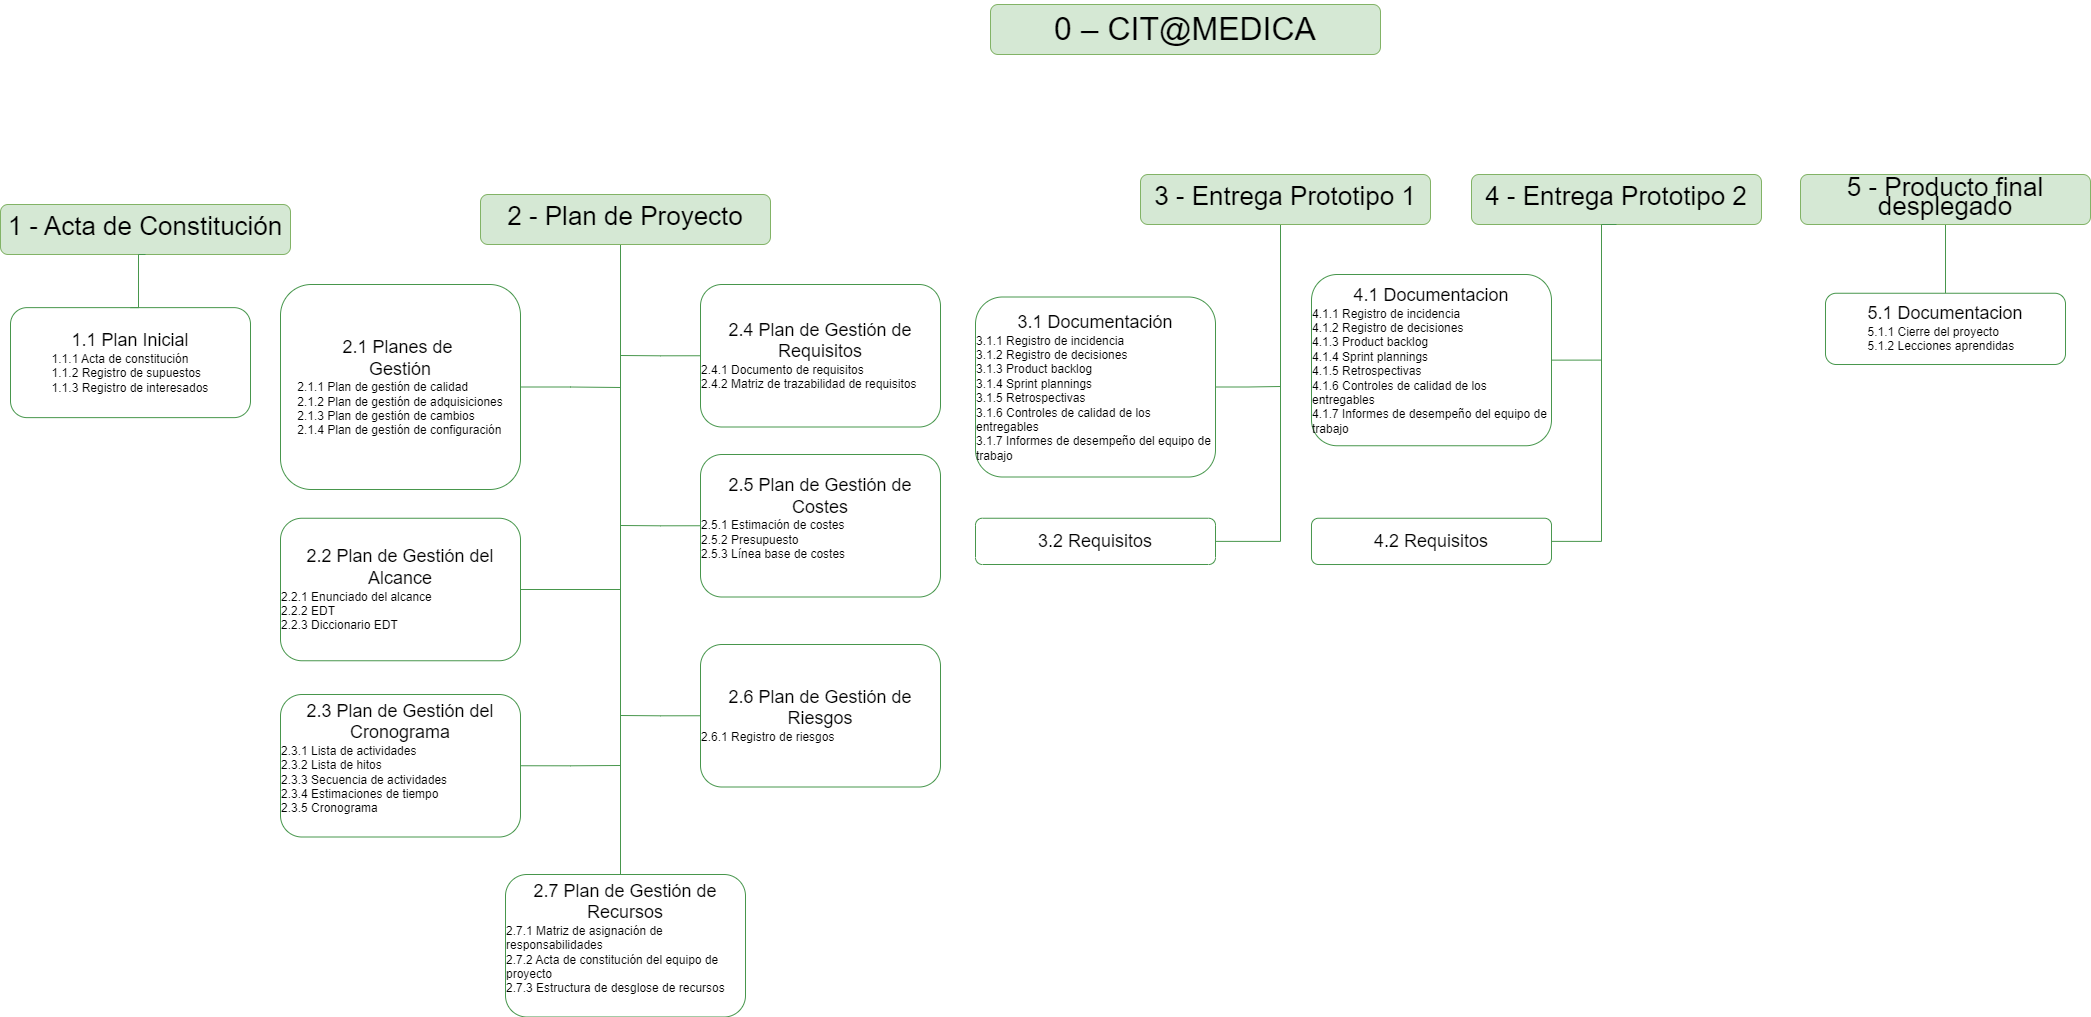 0 – CIT@MEDICA
1 - Acta de Constitución
1.1 Plan Inicial
1.1.1 Acta de constitución
1.1.2 Registro de supuestos
1.1.3 Registro de interesados
2 - Plan de Proyecto
2.1 Planes de
Gestión
2.1.1 Plan de gestión de calidad
2.1.2 Plan de gestión de adquisiciones
2.1.3 Plan de gestión de cambios
2.1.4 Plan de gestión de configuración
2.2 Plan de Gestión del
Alcance
2.2.1 Enunciado del alcance
2.2.2 EDT
2.2.3 Diccionario EDT
2.3 Plan de Gestión del
Cronograma
2.3.1 Lista de actividades
2.3.2 Lista de hitos
2.3.3 Secuencia de actividades
2.3.4 Estimaciones de tiempo
2.3.5 Cronograma
2.4 Plan de Gestión de
Requisitos
2.4.1 Documento de requisitos
2.4.2 Matriz de trazabilidad de requisitos
2.5 Plan de Gestión de
Costes
2.5.1 Estimación de costes
2.5.2 Presupuesto
2.5.3 Línea base de costes
2.6 Plan de Gestión de
Riesgos
2.6.1 Registro de riesgos
2.7 Plan de Gestión de
Recursos
2.7.1 Matriz de asignación de
responsabilidades
2.7.2 Acta de constitución del equipo de
proyecto
2.7.3 Estructura de desglose de recursos
3 - Entrega Prototipo 1
3.1 Documentación
3.1.1 Registro de incidencia
3.1.2 Registro de decisiones
3.1.3 Product backlog
3.1.4 Sprint plannings
3.1.5 Retrospectivas
3.1.6 Controles de calidad de los
entregables
3.1.7 Informes de desempeño del equipo de
trabajo
3.2 Requisitos
4 - Entrega Prototipo 2
4.1 Documentacion
4.1.1 Registro de incidencia
4.1.2 Registro de decisiones
4.1.3 Product backlog
4.1.4 Sprint plannings
4.1.5 Retrospectivas
4.1.6 Controles de calidad de los
entregables
4.1.7 Informes de desempeño del equipo de
trabajo
4.2 Requisitos
5 - Producto final
desplegado
5.1 Documentacion
5.1.1 Cierre del proyecto
5.1.2 Lecciones aprendidas